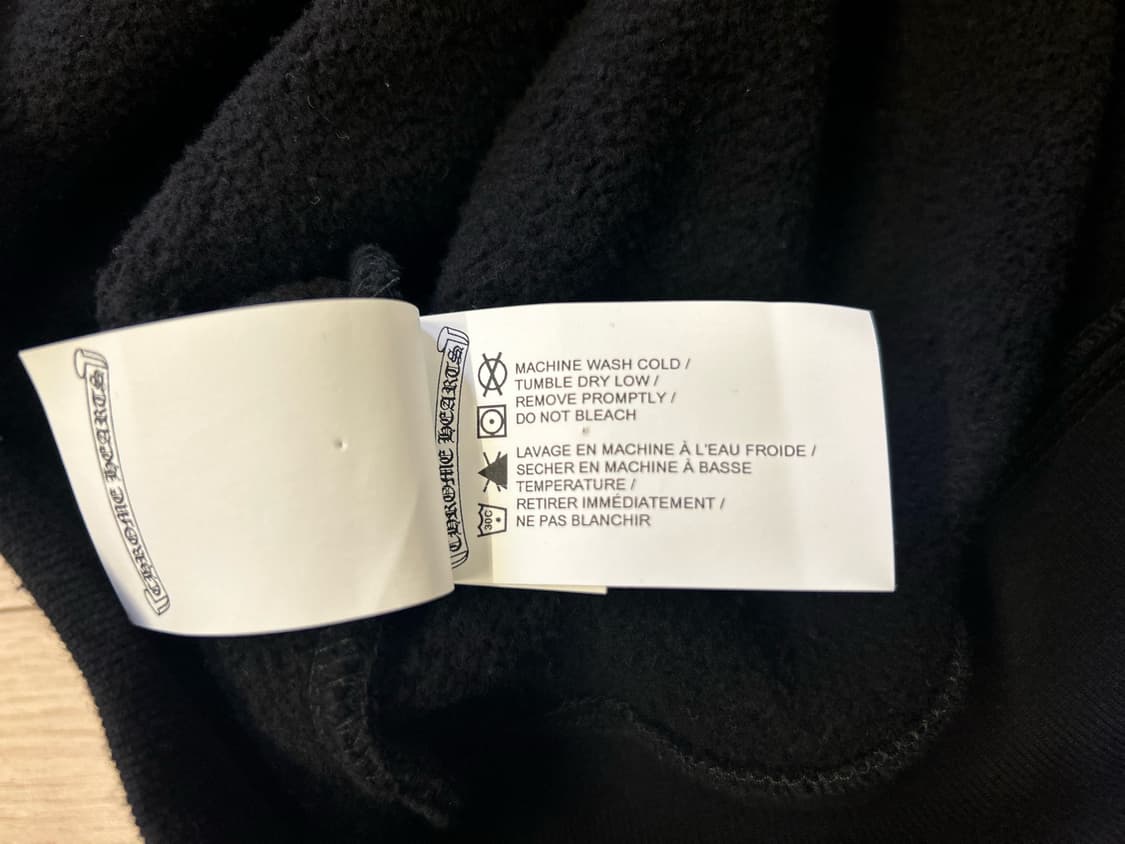 CHROME HEARTS
CHROME HEARTS
MACHINE WASH COLD /
TUMBLE DRY LOW /
REMOVE PROMPTLY /
DO NOT BLEACH
LAVAGE EN MACHINE À L'EAU FROIDE /
SECHER EN MACHINE À BASSE
TEMPERATURE /
RETIRER IMMÉDIATEMENT /
NE PAS BLANCHIR
30C